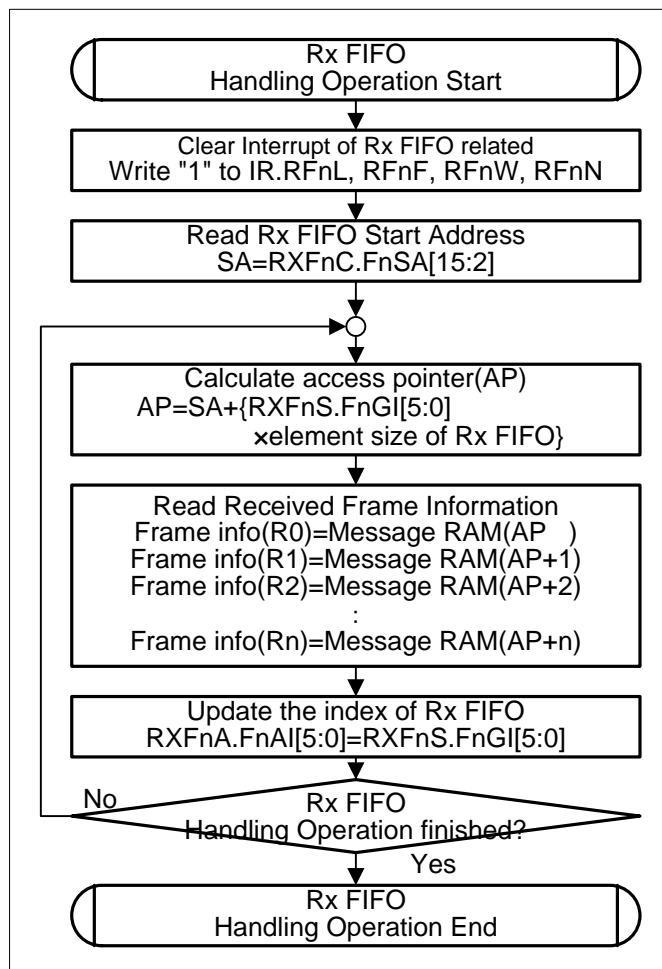 Rx FIFO
Handling Operation Start
Clear Interrupt of Rx FIFO related
Write "1" to IR.RFnL, RFnF, RFnW, RFnN
Read Rx FIFO Start Address
SA=RXFnC.FnSA[15:2]
Calculate access pointer(AP)
AP=SA+{RXFnS.FnGI[5:0]
×element size of Rx FIFO}
Read Received Frame Information
Frame info(R0)=Message RAM(AP )
Frame info(R1)=Message RAM(AP+1)
Frame info(R2)=Message RAM(AP+2)
:
Frame info(Rn)=Message RAM(AP+n)
Update the index of Rx FIFO
RXFnA.FnAI[5:0]=RXFnS.FnGI[5:0]
No
Rx FIFO
Handling Operation finished?
Yes
Rx FIFO
Handling Operation End